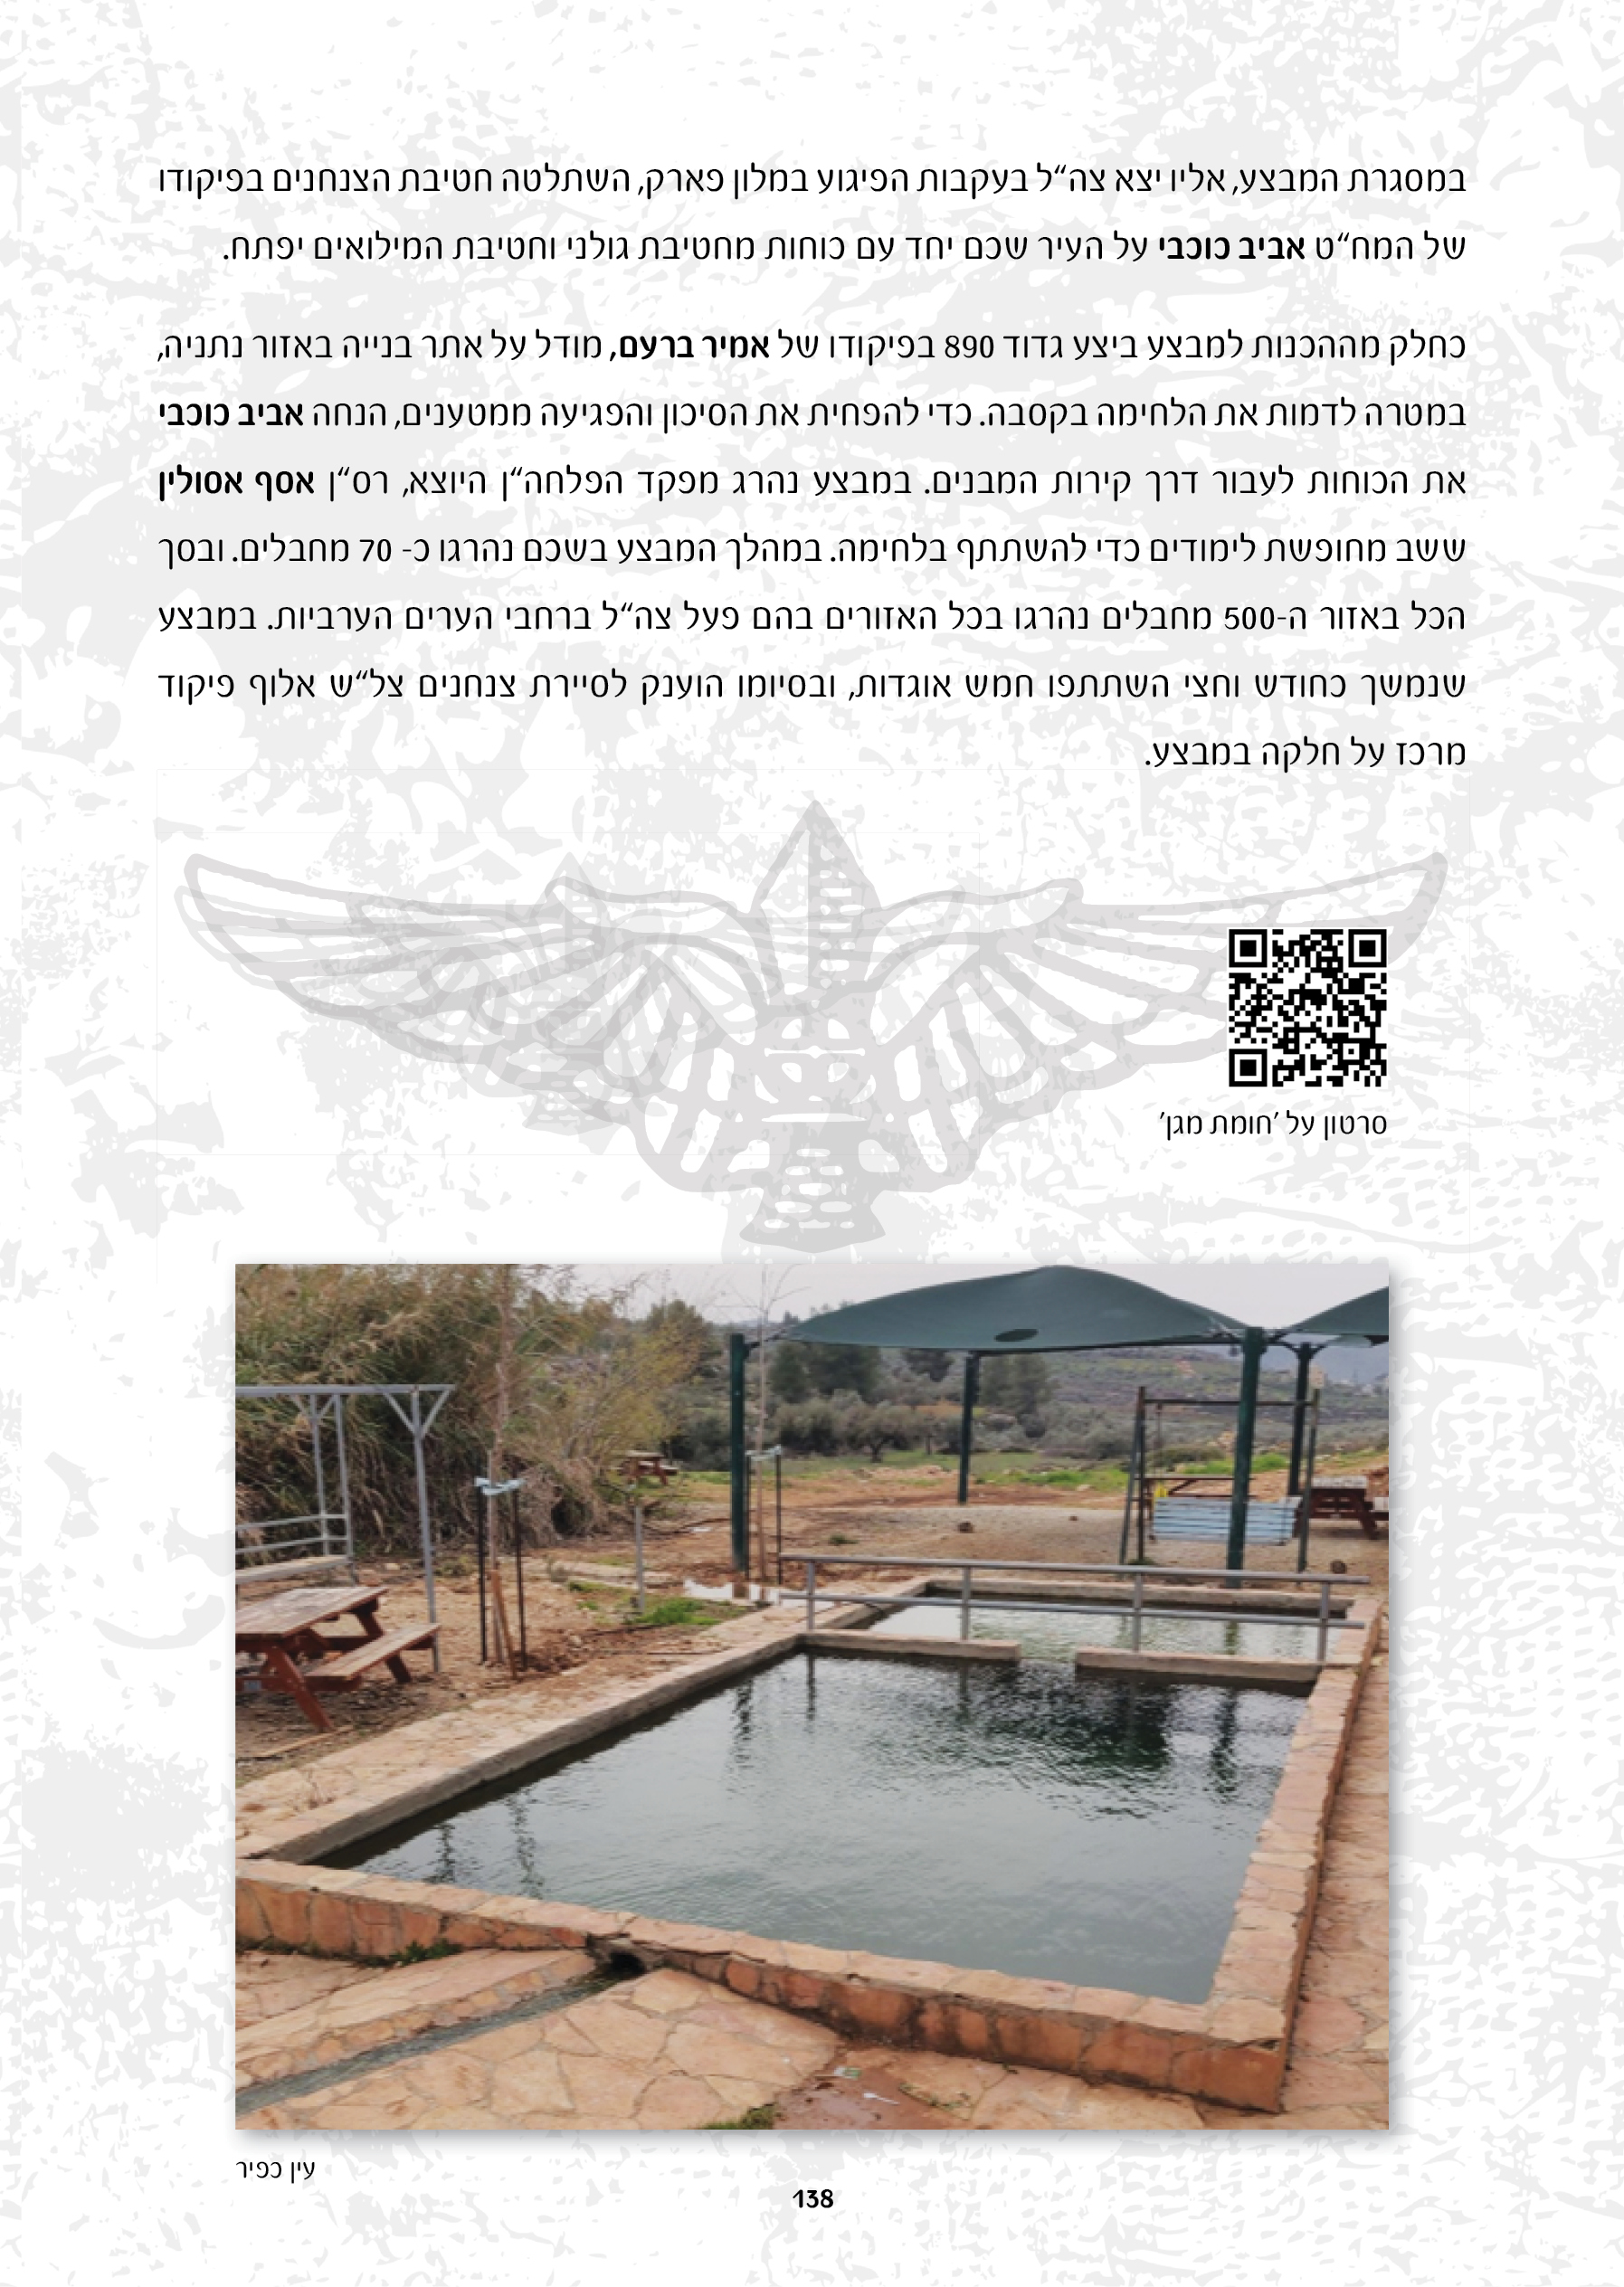 במסגרת המבצע, אליו יצא צה“ל בעקבות הפיגוע במלון פארק, השתלטה חטיבת הצנחנים בפיקודו
של המח“ט אביב כוכבי על העיר שכם יחד עם כוחות מחטיבת גולני וחטיבת המילואים יפתח.
כחלק מההכנות למבצע ביצע גדוד 890 בפיקודו של אמיר ברעם, מודל על אתר בנייה באזור נתניה,
במטרה לדמות את הלחימה בקסבה. כדי להפחית את הסיכון והפגיעה ממטענים, הנחה אביב כוכבי
את הכוחות לעבור דרך קירות המבנים. במבצע נהרג מפקד הפלחה“ן היוצא, רס“ן אסף אסולין
ששב מחופשת לימודים כדי להשתתף בלחימה. במהלך המבצע בשכם נהרגו כ- 70 מחבלים. ובסך
הכל באזור ה-500 מחבלים נהרגו בכל האזורים בהם פעל צה“ל ברחבי הערים הערביות. במבצע
שנמשך כחודש וחצי השתתפו חמש אוגדות, ובסיומו הוענק לסיירת צנחנים צל“ש אלוף פיקוד
מרכז על חלקה במבצע.
סרטון על ’חומת מגן’
עין כפיר
138